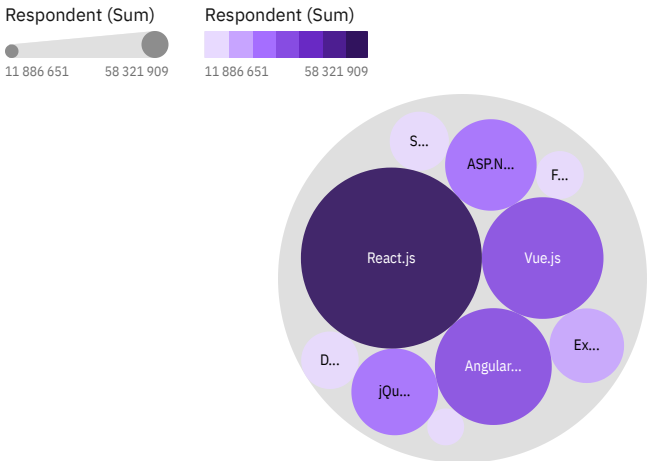 Respondent (Sum)
11 886 651 58 321 909
Respondent (Sum)
11 886 651 58 321 909
S...
ASP.N...
F...
React.js
Vue.js
Ex...
D...
Angular...
jQu...